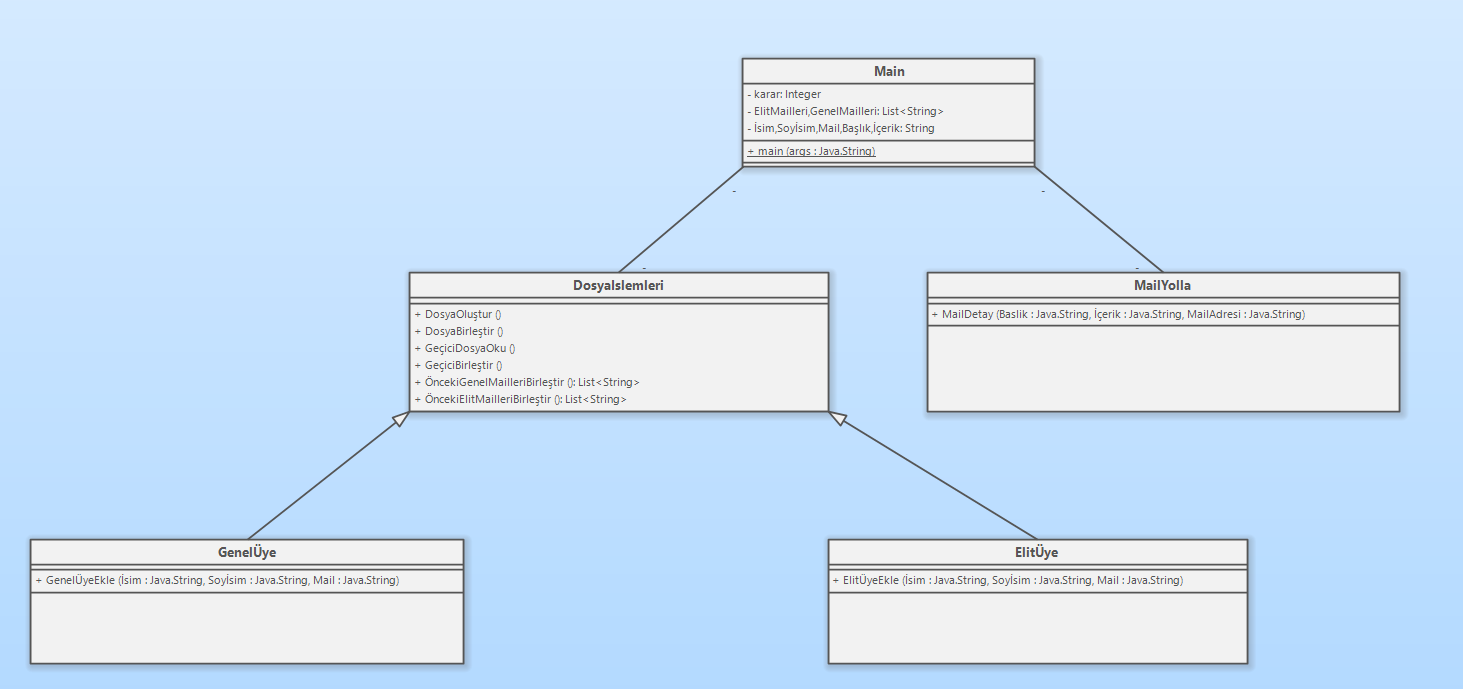 Main
- karar: Integer
- ElitMailleri,GenelMailleri: List<String>
- İsim,Soyİsim,Mail,Başlık,İçerik: String
+ main (args : Java.String)
- -
- -
DosyaIslemleri
+ DosyaOluştur ()
+ DosyaBirleştir ()
+ GeçiciDosyaOku ()
+ GeçiciBirleştir ()
+ ÖncekiGenelMailleriBirleştir (): List<String>
+ ÖncekiElitMailleriBirleştir (): List<String>
MailYolla
+ MailDetay (Baslik : Java.String, İçerik : Java.String, MailAdresi : Java.String)
GenelÜye
+ GenelÜyeEkle (İsim : Java.String, Soyİsim : Java.String, Mail : Java.String)
ElitÜye
+ ElitÜyeEkle (İsim : Java.String, Soyİsim : Java.String, Mail : Java.String)